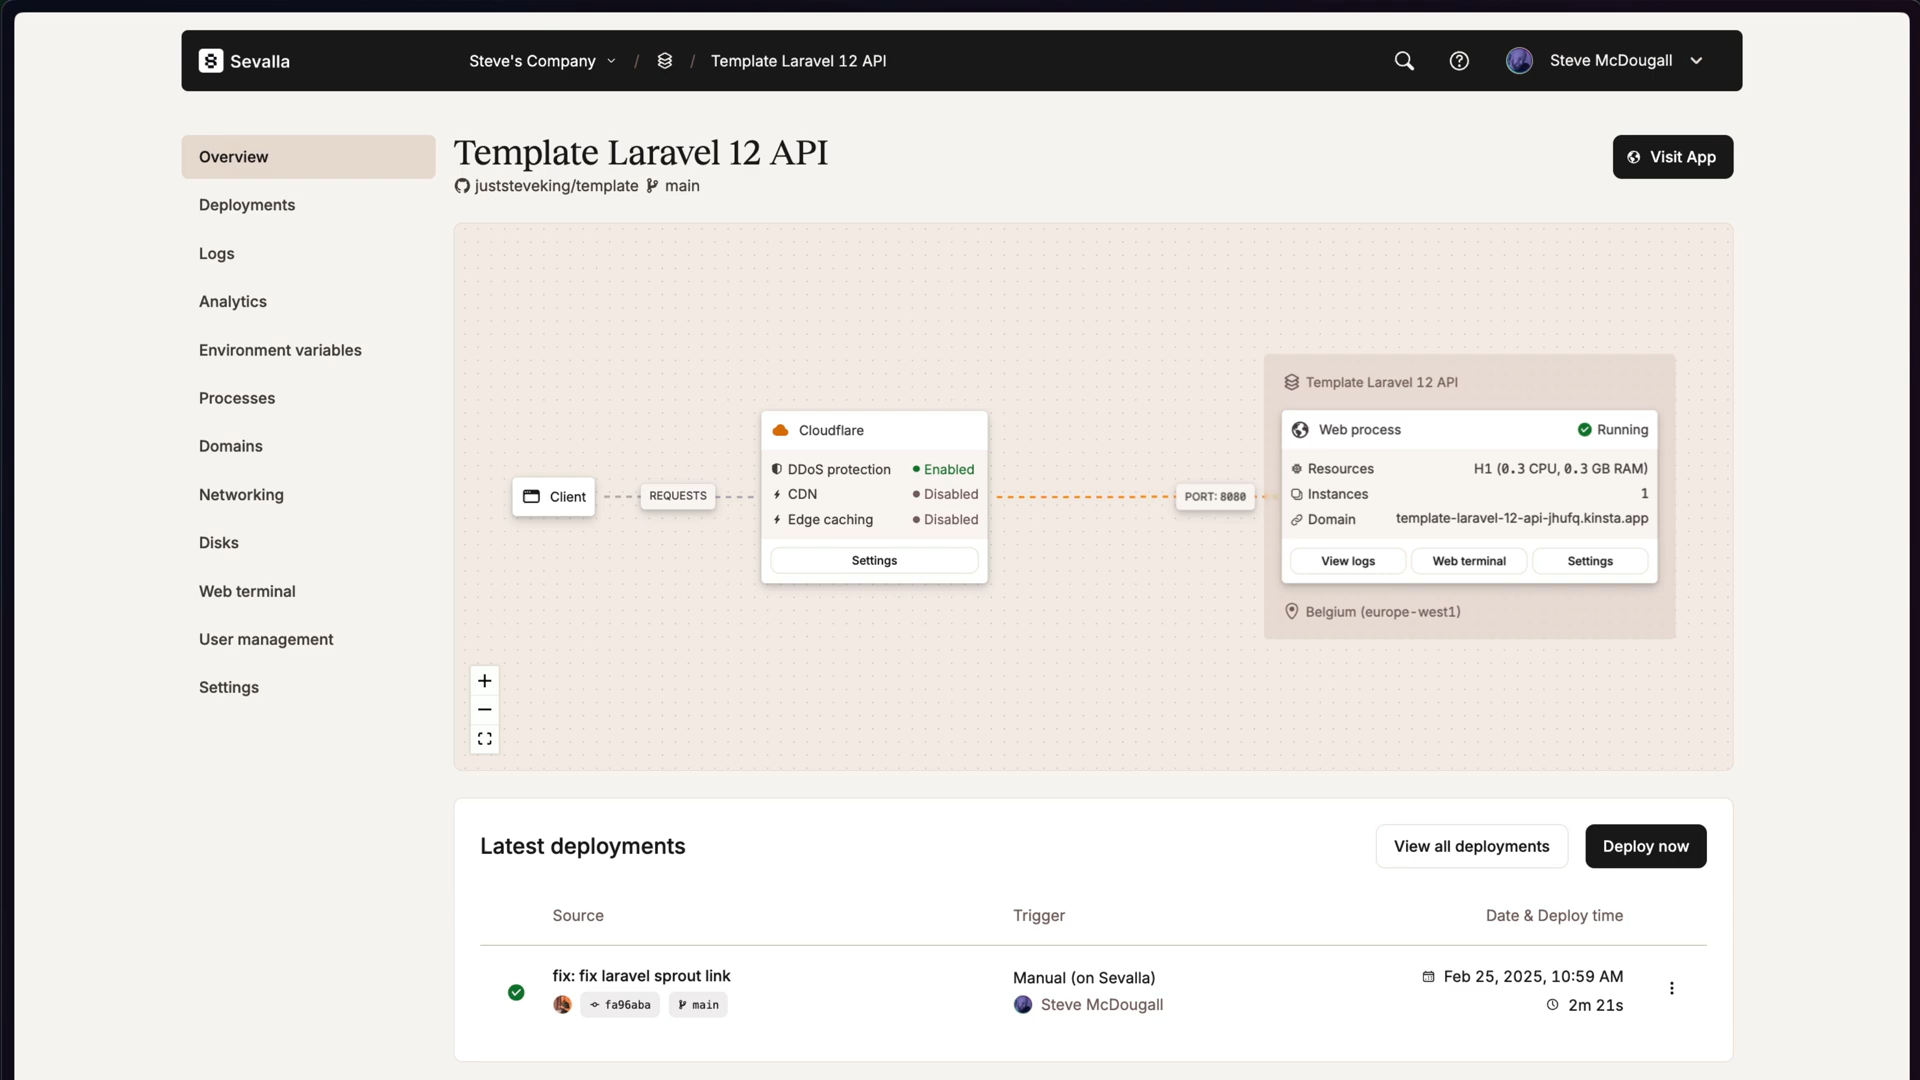 Sevalla
Steve's Company / / Template Laravel 12 API
Steve McDougall
Overview
Deployments
Logs
Analytics
Environment variables
Processes
Domains
Networking
Disks
Web terminal
User management
Settings
Template Laravel 12 API
juststeveking/template main
Visit App
Client
REQUESTS
Cloudflare
DDoS protection Enabled
CDN Disabled
Edge caching Disabled
Settings
PORT: 8080
Template Laravel 12 API
Web process Running
Resources H1 (0.3 CPU, 0.3 GB RAM)
Instances 1
Domain template-laravel-12-api-jhufq.kinsta.app
View logs Web terminal Settings
Belgium (europe-west1)
Latest deployments
View all deployments Deploy now
Source Trigger Date & Deploy time
fix: fix laravel sprout link
fa96aba main
Manual (on Sevalla)
Steve McDougall
Feb 25, 2025, 10:59 AM
2m 21s